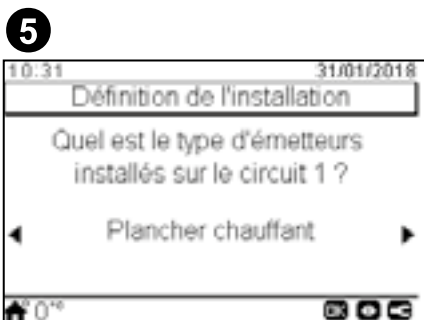 5
10:31 31/01/2018
Définition de l'installation
Quel est le type d'émetteurs
installés sur le circuit 1 ?
Plancher chauffant
0°° OK